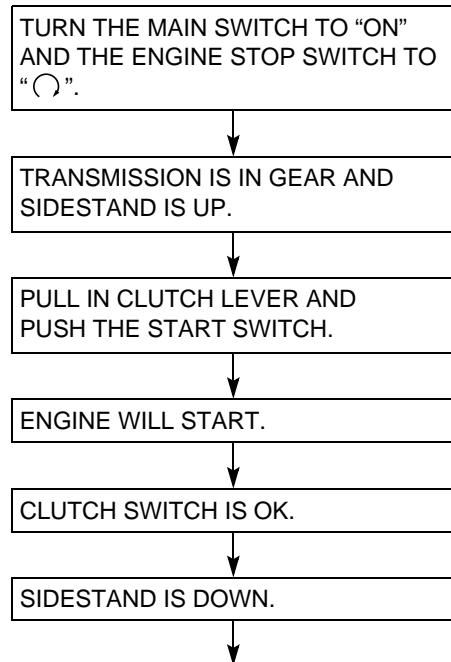 TURN THE MAIN SWITCH TO “ON”
AND THE ENGINE STOP SWITCH TO
“ ”.
TRANSMISSION IS IN GEAR AND
SIDESTAND IS UP.
PULL IN CLUTCH LEVER AND
PUSH THE START SWITCH.
ENGINE WILL START.
CLUTCH SWITCH IS OK.
SIDESTAND IS DOWN.